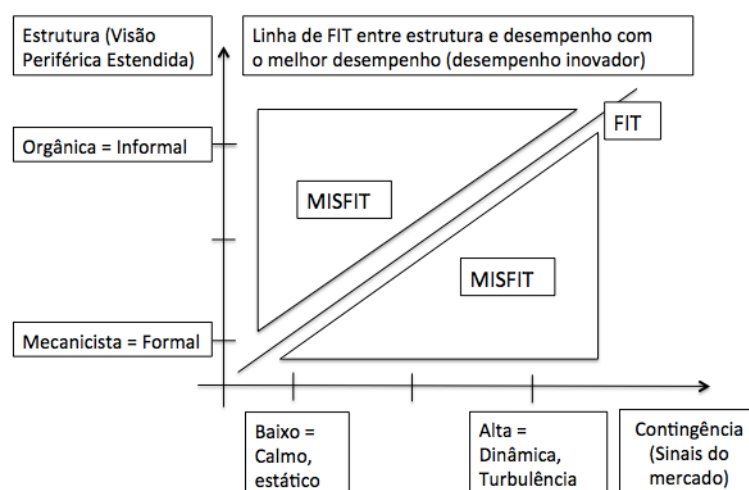 Estrutura (Visão
Periférica Estendida)
Linha de FIT entre estrutura e desempenho com
o melhor desempenho (desempenho inovador)
Orgânica = Informal
FIT
MISFIT
MISFIT
Mecanicista = Formal
Baixo =
Calmo,
estático
Alta =
Dinâmica,
Turbulência
Contingência
(Sinais do
mercado)